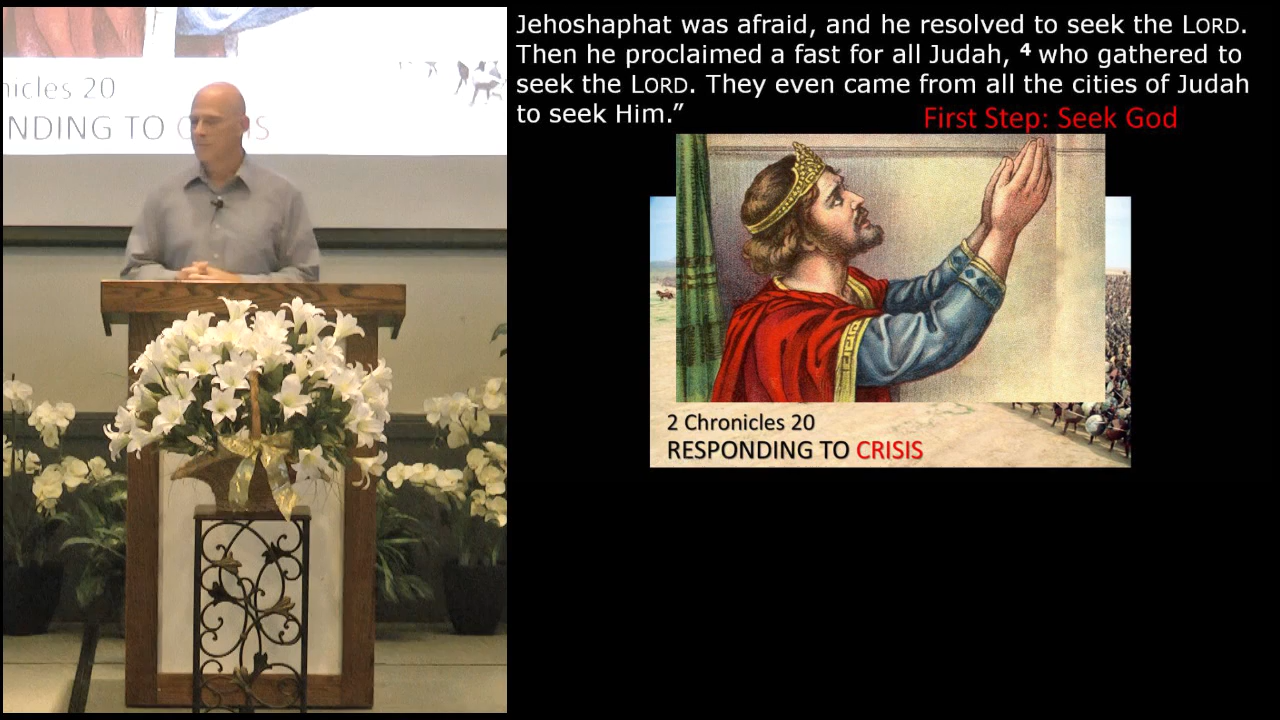 nicles 20
NDING TO C IS
Jehoshaphat was afraid, and he resolved to seek the LORD.
Then he proclaimed a fast for all Judah, ⁴ who gathered to
seek the LORD. They even came from all the cities of Judah
to seek Him.”
First Step: Seek God
2 Chronicles 20
RESPONDING TO CRISIS